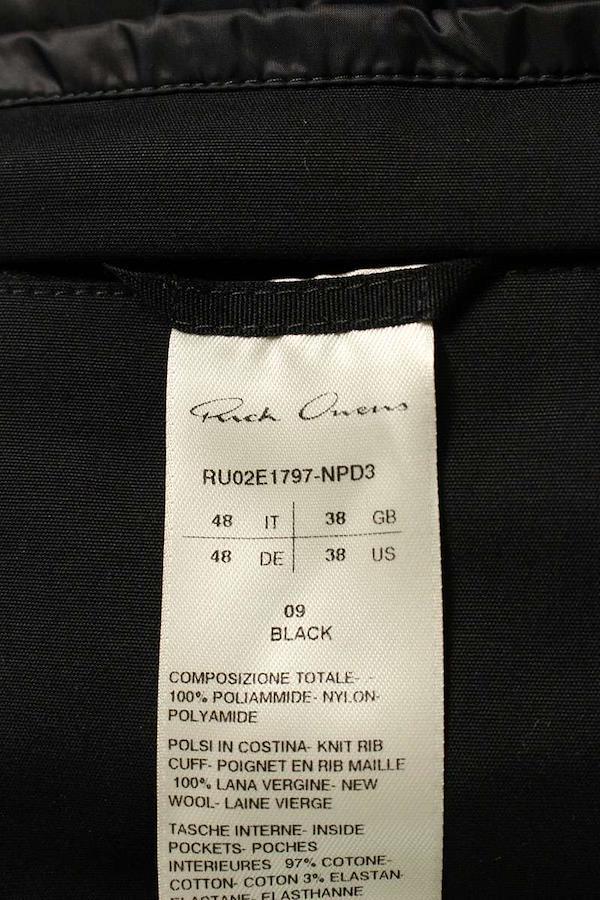 Rick Owens
RU02E1797-NPD3
48 IT 38 GB
48 DE 38 US
09
BLACK
COMPOSIZIONE TOTALE- -
100% POLIAMMIDE- NYLON-
POLYAMIDE
POLSI IN COSTINA- KNIT RIB
CUFF- POIGNET EN RIB MAILLE
100% LANA VERGINE- NEW
WOOL- LAINE VIERGE
TASCHE INTERNE- INSIDE
POCKETS- POCHES
INTERIEURES 97% COTONE-
COTTON- COTON 3% ELASTAN-
ELASTANE- ELASTHANNE